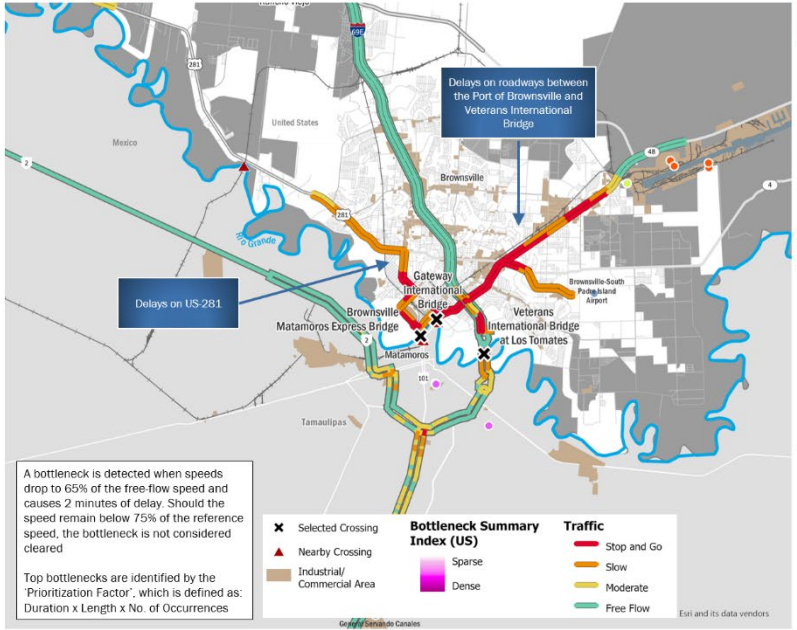 69E
281
Delays on roadways between
the Port of Brownsville and
Veterans International
Bridge
United States
Mexico
2
48
Brownsville
4
281
Rio Grande
Gateway
International
Bridge
Brownsville-South
Padre Island
Airport
Delays on US-281
Brownsville
Matamoros Express Bridge
Veterans
International Bridge
at Los Tomates
2
Matamoros
101
Tamaulipas
A bottleneck is detected when speeds
drop to 65% of the free-flow speed and
causes 2 minutes of delay. Should the
speed remain below 75% of the reference
speed, the bottleneck is not considered
cleared
Top bottlenecks are identified by the
'Prioritization Factor', which is defined as:
Duration x Length x No. of Occurrences
Selected Crossing
Nearby Crossing
Industrial/
Commercial Area
Bottleneck Summary
Index (US)
Sparse
Dense
Traffic
Stop and Go
Slow
Moderate
Free Flow
Esri and its data vendors
General Servando Canales